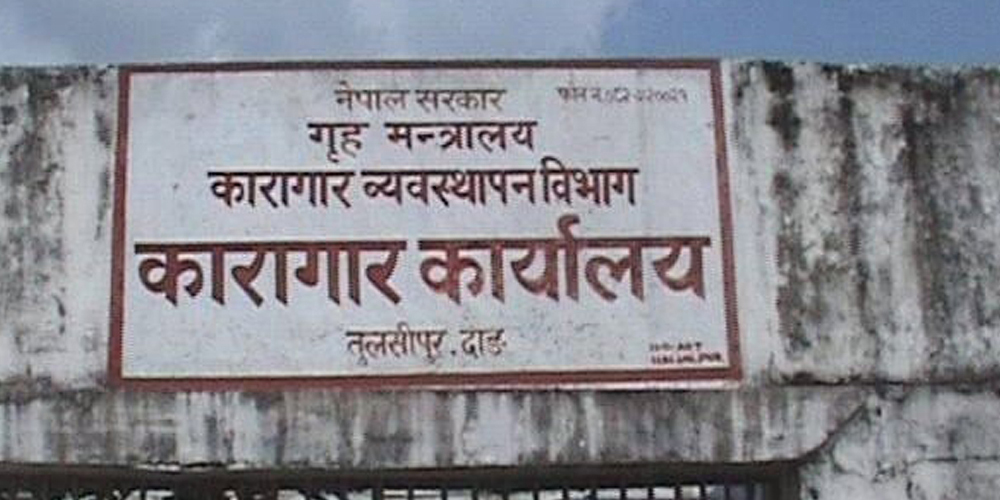 नेपाल सरकार
गृह मन्त्रालय
कारागार व्यवस्थापन विभाग
कारागार कार्यालय
तुलसीपुर, दाङ